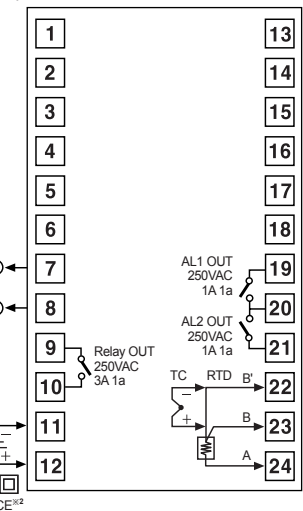 1
13
2
14
3
15
4
16
5
17
6
18
7
AL1 OUT
250VAC
1A 1a
19
8
20
AL2 OUT
250VAC
1A 1a
21
9
Relay OUT
250VAC
3A 1a
10
TC
RTD
B'
22
−
+
11
B
23
−
+
12
A
24
CE※2